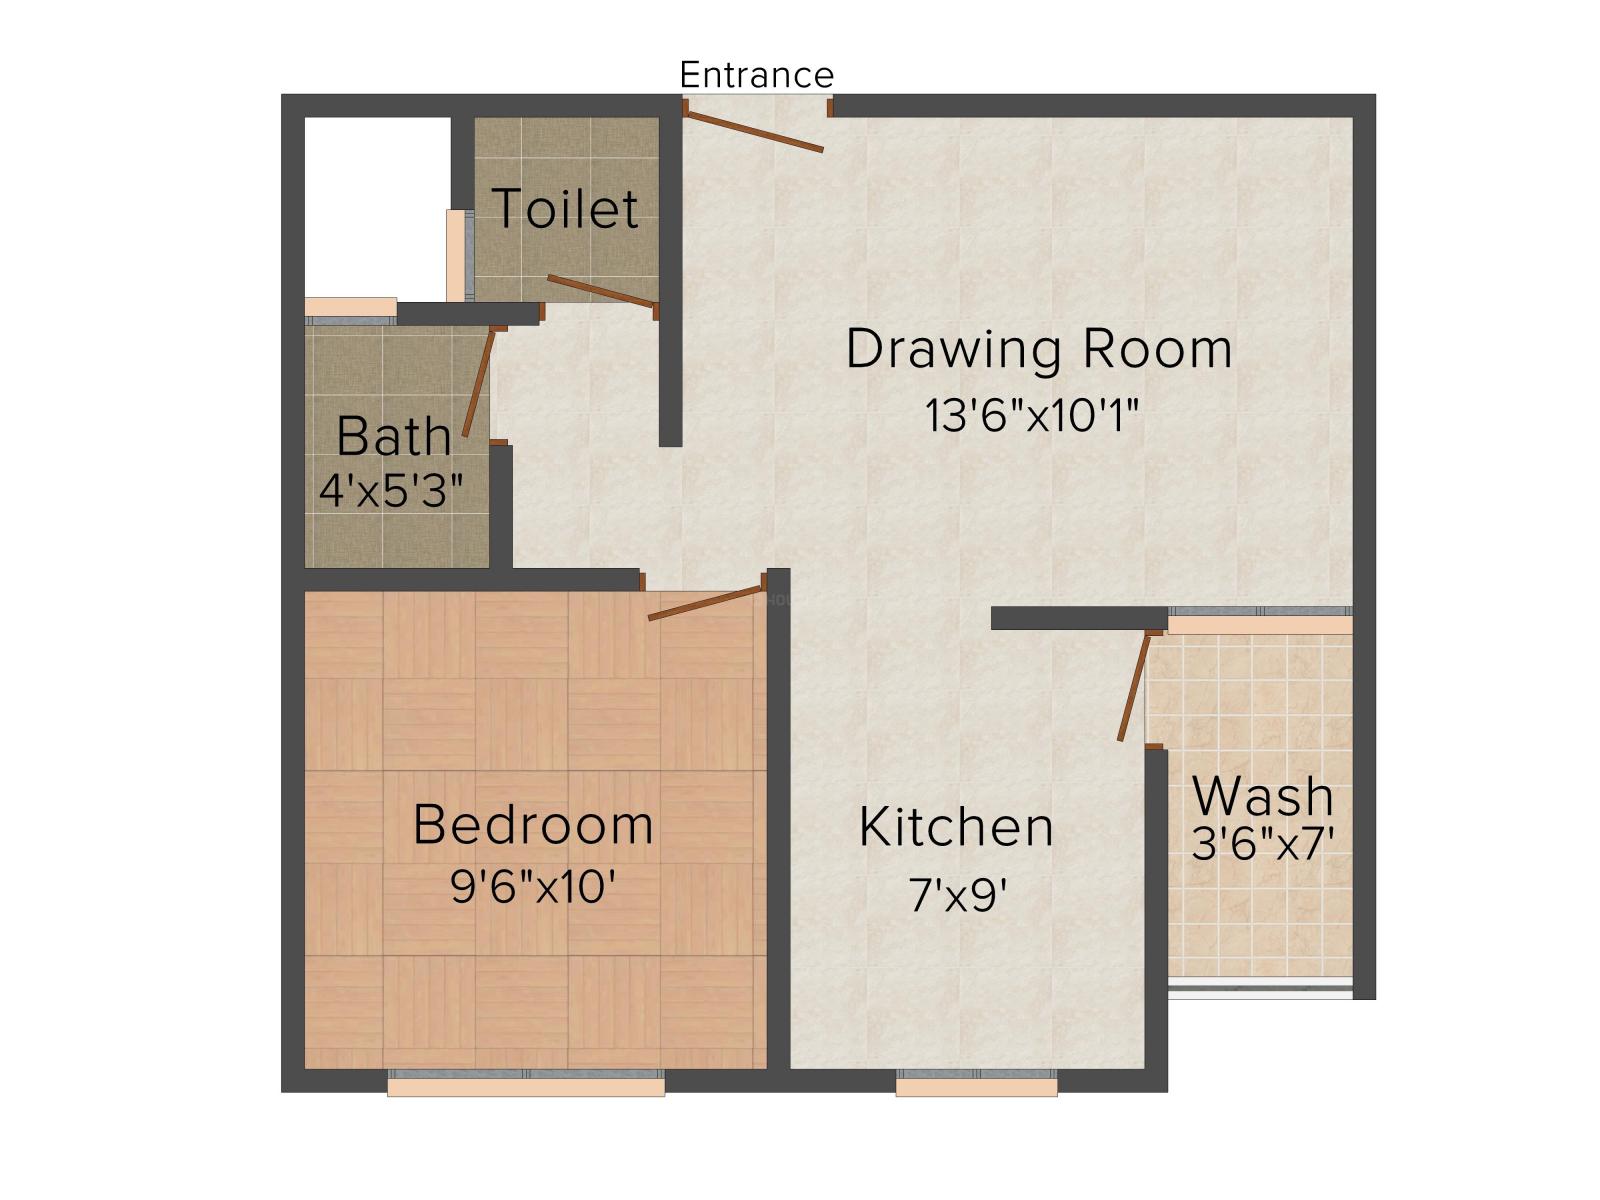 Entrance
Toilet
Drawing Room
13'6"x10'1"
Bath
4'x5'3"
Bedroom
9'6"x10'
Kitchen
7'x9'
Wash
3'6"x7'